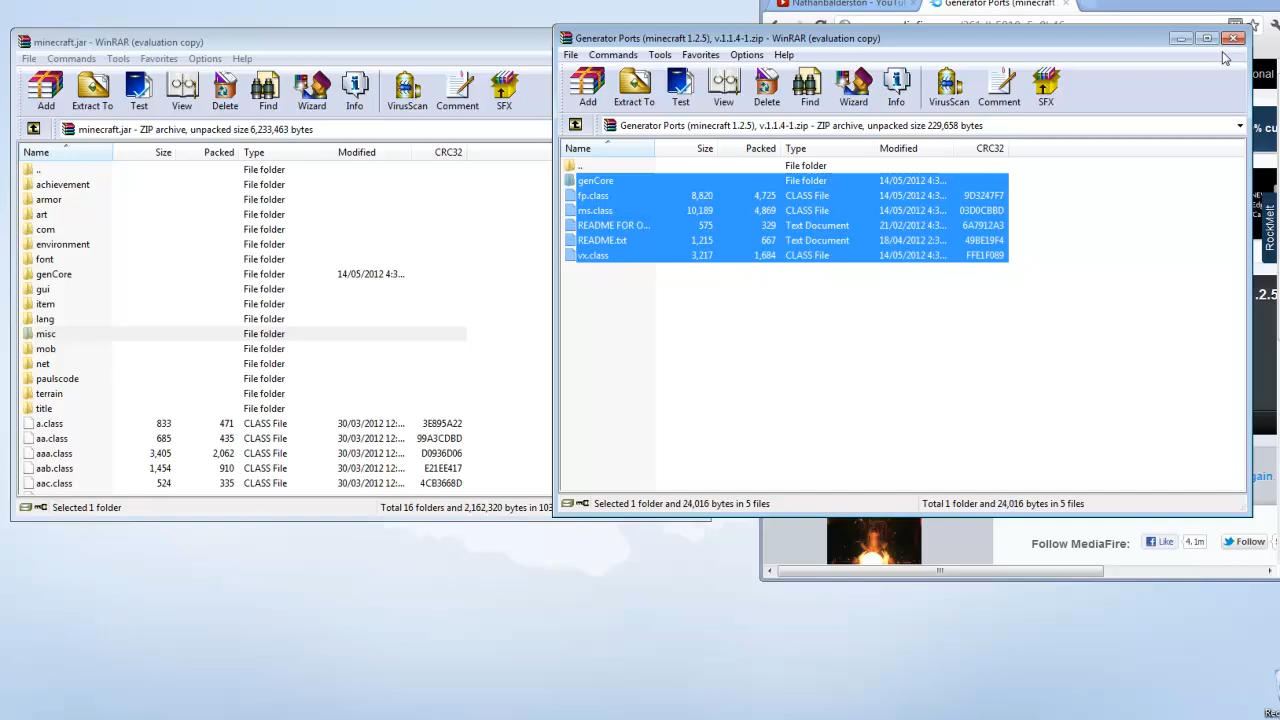 Nathanbalderston - YouTu
Generator Ports (minecraft
minecraft.jar - WinRAR (evaluation copy)
File Commands Tools Favorites Options Help
Add Extract To Test View Delete Find Wizard Info VirusScan Comment SFX
minecraft.jar - ZIP archive, unpacked size 6,233,463 bytes
Name Size Packed Type Modified CRC32
.. File folder
achievement File folder
armor File folder
art File folder
com File folder
environment File folder
font File folder
genCore File folder 14/05/2012 4:3...
gui File folder
item File folder
lang File folder
misc File folder
mob File folder
net File folder
paulscode File folder
terrain File folder
title File folder
a.class 833 471 CLASS File 30/03/2012 12:... 3E895A22
aa.class 685 435 CLASS File 30/03/2012 12:... 99A3CDBD
aaa.class 3,405 2,062 CLASS File 30/03/2012 12:... D0936D06
aab.class 1,454 910 CLASS File 30/03/2012 12:... E21EE417
aac.class 524 335 CLASS File 30/03/2012 12:... 4CB3668D
Selected 1 folder Total 16 folders and 2,162,320 bytes in 103
Generator Ports (minecraft 1.2.5), v.1.1.4-1.zip - WinRAR (evaluation copy)
File Commands Tools Favorites Options Help
Add Extract To Test View Delete Find Wizard Info VirusScan Comment SFX
Generator Ports (minecraft 1.2.5), v.1.1.4-1.zip - ZIP archive, unpacked size 229,658 bytes
Name Size Packed Type Modified CRC32
.. File folder
genCore File folder 14/05/2012 4:3...
fp.class 8,820 4,725 CLASS File 14/05/2012 4:3... 9D3247F7
ms.class 10,189 4,869 CLASS File 14/05/2012 4:3... 03D0CBBD
README FOR O... 575 329 Text Document 21/02/2012 4:3... 6A7912A3
README.txt 1,215 667 Text Document 18/04/2012 2:3... 49BE19F4
vx.class 3,217 1,684 CLASS File 14/05/2012 4:3... FFE1F089
Selected 1 folder and 24,016 bytes in 5 files Total 1 folder and 24,016 bytes in 5 files
ional
% cu
RockMelt
.2.5
gain.
Follow MediaFire: Like 4.1m Follow
Rec